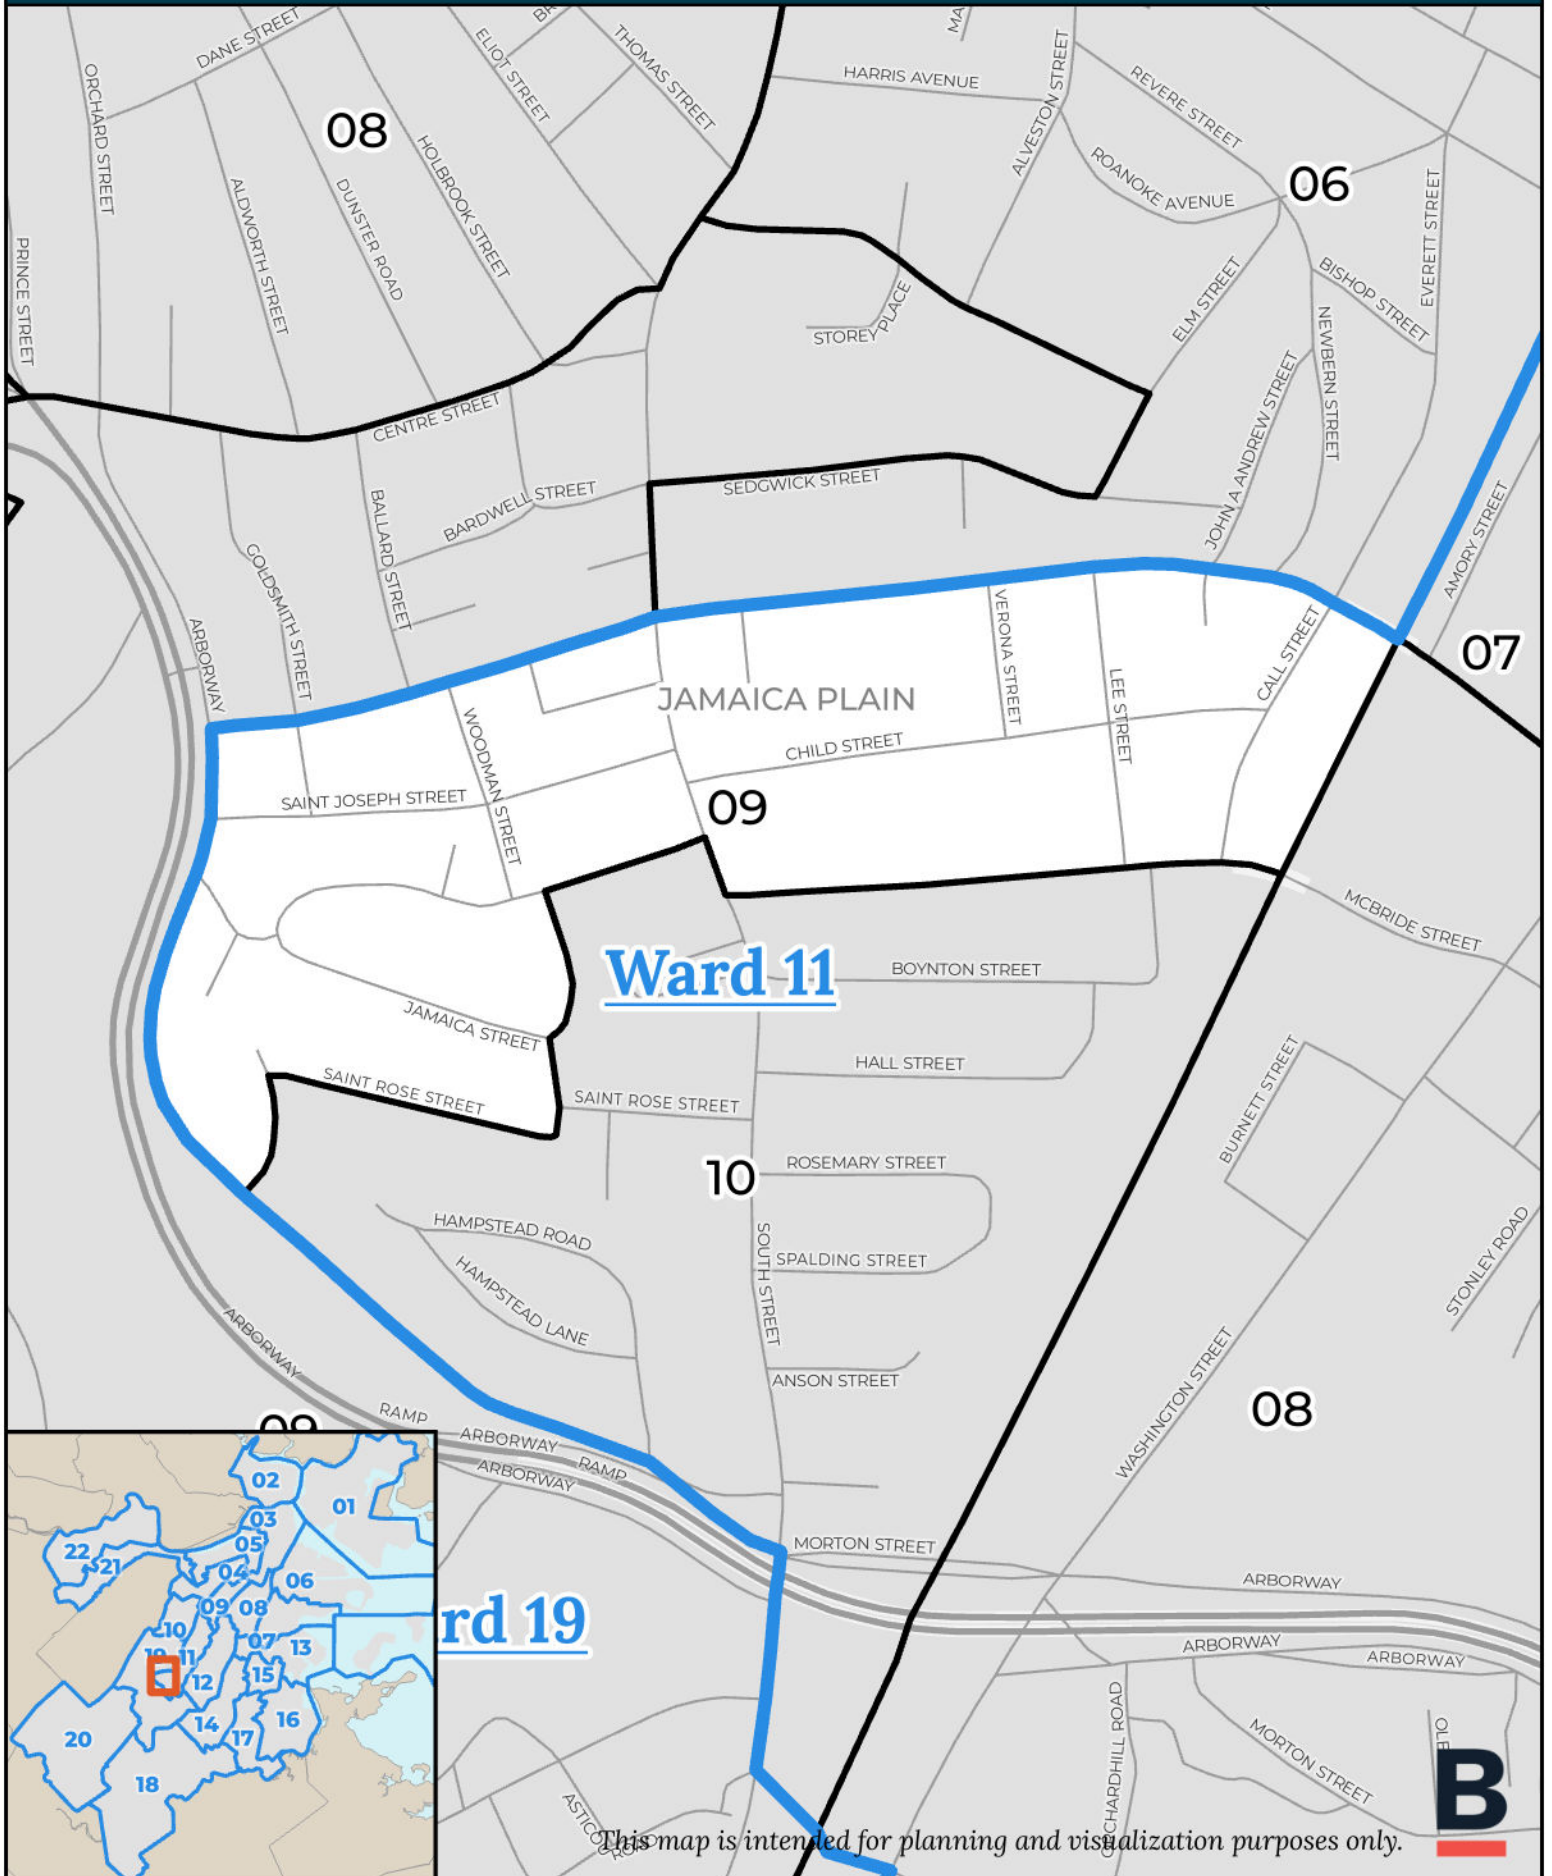 DANE STREET
ORCHARD STREET
ELIOT STREET
BR
THOMAS STREET
MA
HARRIS AVENUE
ALVESTON STREET
REVERE STREET
08
HOLBROOK STREET
DUNSTER ROAD
ALDWORTH STREET
PRINCE STREET
ROANOKE AVENUE
06
EVERETT STREET
BISHOP STREET
ELM STREET
STOREY PLACE
NEWBERN STREET
JOHN A ANDREW STREET
CENTRE STREET
SEDGWICK STREET
BARDWELL STREET
BALLARD STREET
GOLDSMITH STREET
ARBORWAY
AMORY STREET
07
VERONA STREET
CALL STREET
LEE STREET
JAMAICA PLAIN
WOODMAN STREET
CHILD STREET
SAINT JOSEPH STREET
09
MCBRIDE STREET
Ward 11
BOYNTON STREET
JAMAICA STREET
HALL STREET
SAINT ROSE STREET
SAINT ROSE STREET
BURNETT STREET
10
ROSEMARY STREET
HAMPSTEAD ROAD
SOUTH STREET
SPALDING STREET
HAMPSTEAD LANE
STONLEY ROAD
ARBORWAY
ANSON STREET
WASHINGTON STREET
08
RAMP
ARBORWAY
RAMP
ARBORWAY
MORTON STREET
ARBORWAY
rd 19
ARBORWAY
ARBORWAY
RCHARDHILL ROAD
MORTON STREET
OLE
02
01
03
05
22
21
04
06
09
08
10
07
13
11
12
15
14
16
17
20
18
This map is intended for planning and visualization purposes only.
B